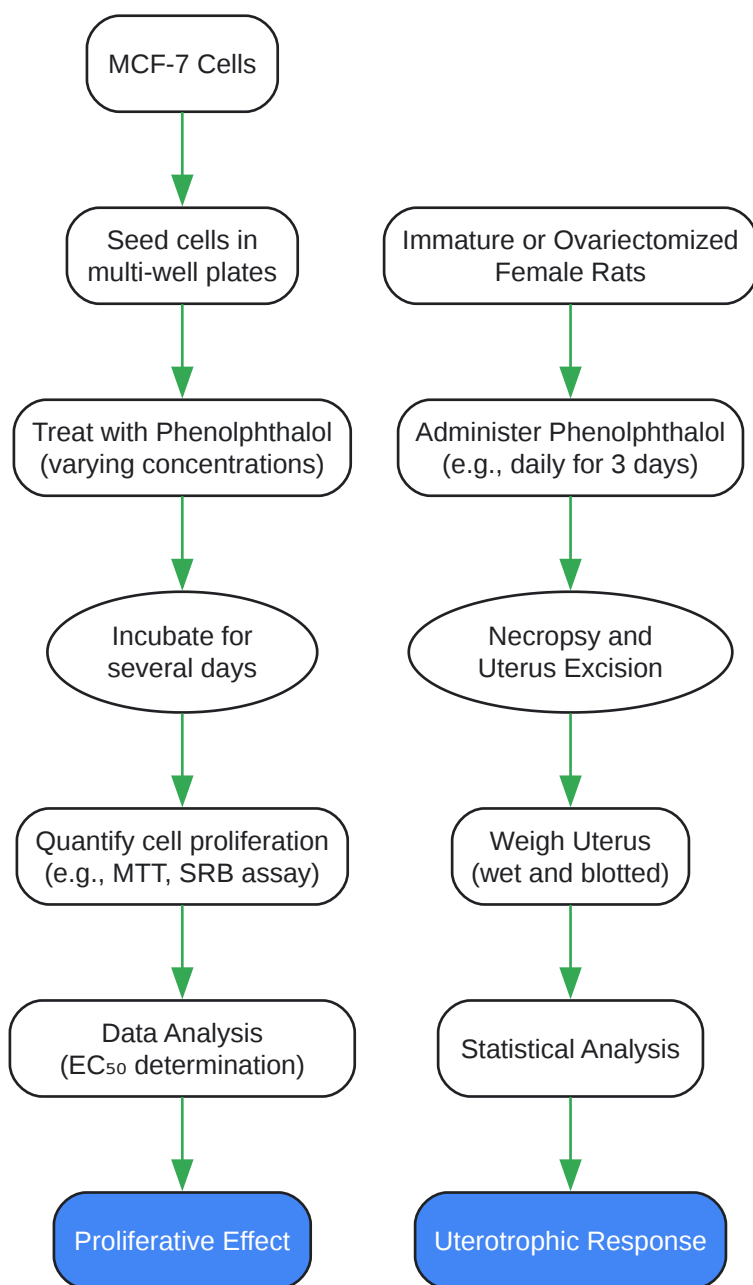 MCF-7 Cells
Seed cells in
multi-well plates
Treat with Phenolphthalol
(varying concentrations)
Incubate for
several days
Quantify cell proliferation
(e.g., MTT, SRB assay)
Data Analysis
(EC₅₀ determination)
Proliferative Effect
Immature or Ovariectomized
Female Rats
Administer Phenolphthalol
(e.g., daily for 3 days)
Necropsy and
Uterus Excision
Weigh Uterus
(wet and blotted)
Statistical Analysis
Uterotrophic Response